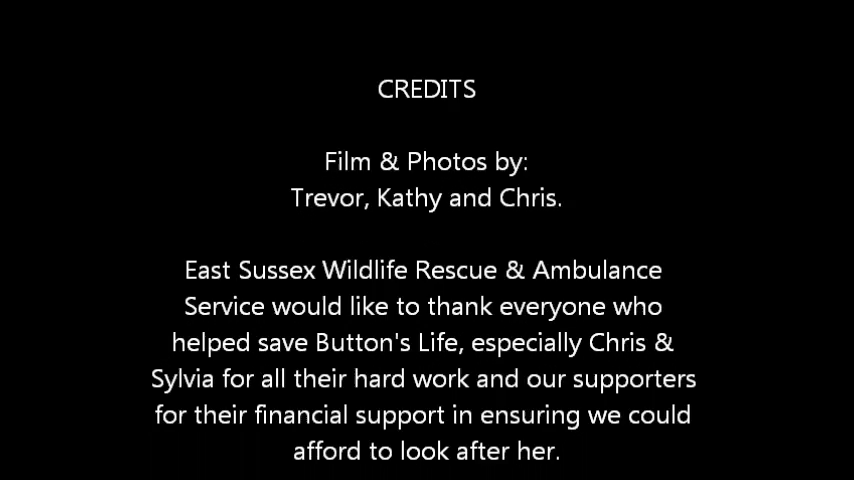 CREDITS
Film & Photos by:
Trevor, Kathy and Chris.
East Sussex Wildlife Rescue & Ambulance
Service would like to thank everyone who
helped save Button's Life, especially Chris &
Sylvia for all their hard work and our supporters
for their financial support in ensuring we could
afford to look after her.